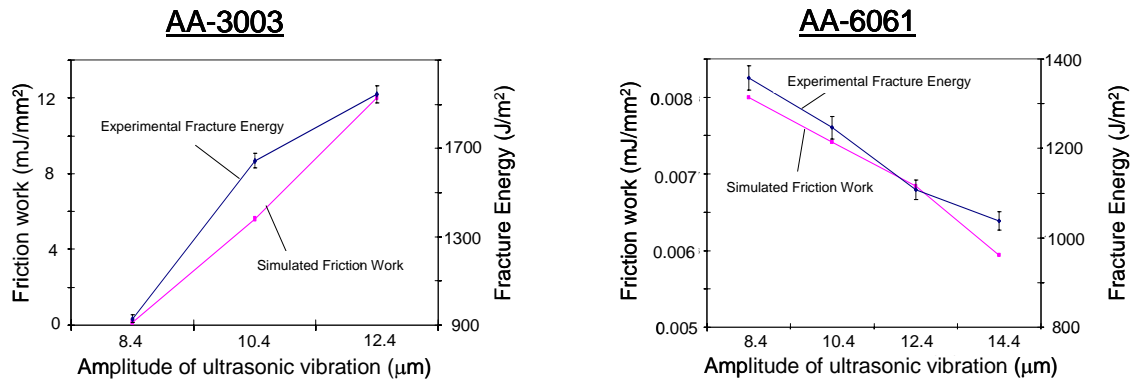 AA-3003
Friction work (mJ/mm²)
12
8
4
0
Experimental Fracture Energy
Simulated Friction Work
1700
1300
900
Fracture Energy (J/m²)
8.4 10.4 12.4
Amplitude of ultrasonic vibration (μm)
AA-6061
Friction work (mJ/mm²)
0.008
0.007
0.006
0.005
Experimental Fracture Energy
Simulated Friction Work
1400
1200
1000
800
Fracture Energy (J/m²)
8.4 10.4 12.4 14.4
Amplitude of ultrasonic vibration (μm)